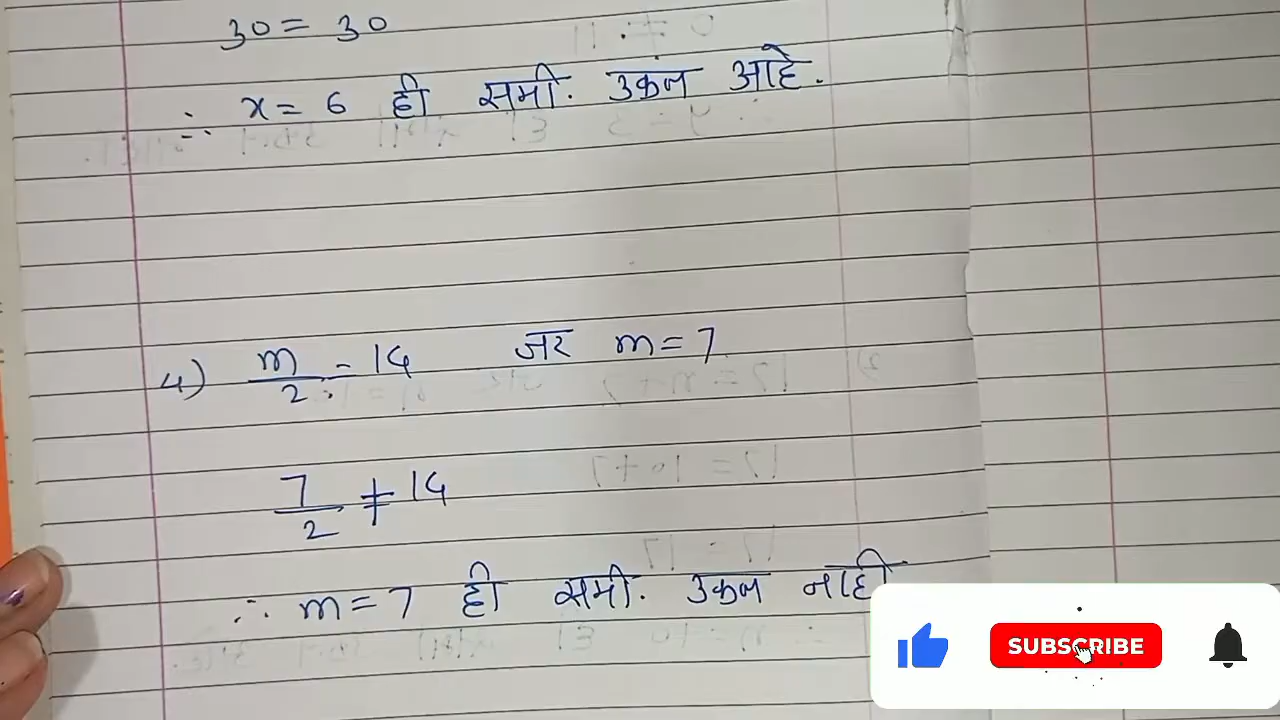 30 = 30
∴ x = 6 ही समी. उकल आहे.
4) m/2 = 14 जर m = 7
7/2 ≠ 14
∴ m = 7 ही समी. उकल नाही
SUBSCRIBE